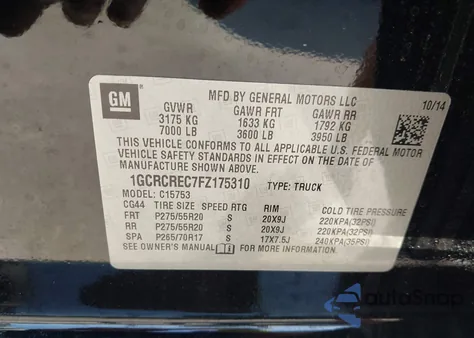 GM
MFD BY GENERAL MOTORS LLC
10/14
GVWR GAWR FRT GAWR RR
3175 KG 1633 KG 1792 KG
7000 LB 3600 LB 3950 LB
THIS VEHICLE CONFORMS TO ALL APPLICABLE U.S. FEDERAL MOTOR
VEHICLE SAFETY STANDARDS IN EFFECT ON THE DATE OF
MANUFACTURE SHOWN ABOVE.
1GCRCREC7FZ175310 TYPE: TRUCK
MODEL: C15753
CG44 TIRE SIZE SPEED RTG RIM COLD TIRE PRESSURE
FRT P275/55R20 S 20X9J 220KPA(32PSI)
RR P275/55R20 S 20X9J 220KPA(32PSI)
SPA P265/70R17 S 17X7.5J 240KPA(35PSI)
SEE OWNER'S MANUAL FOR ADDITIONAL INFORMATION.
autoSnap